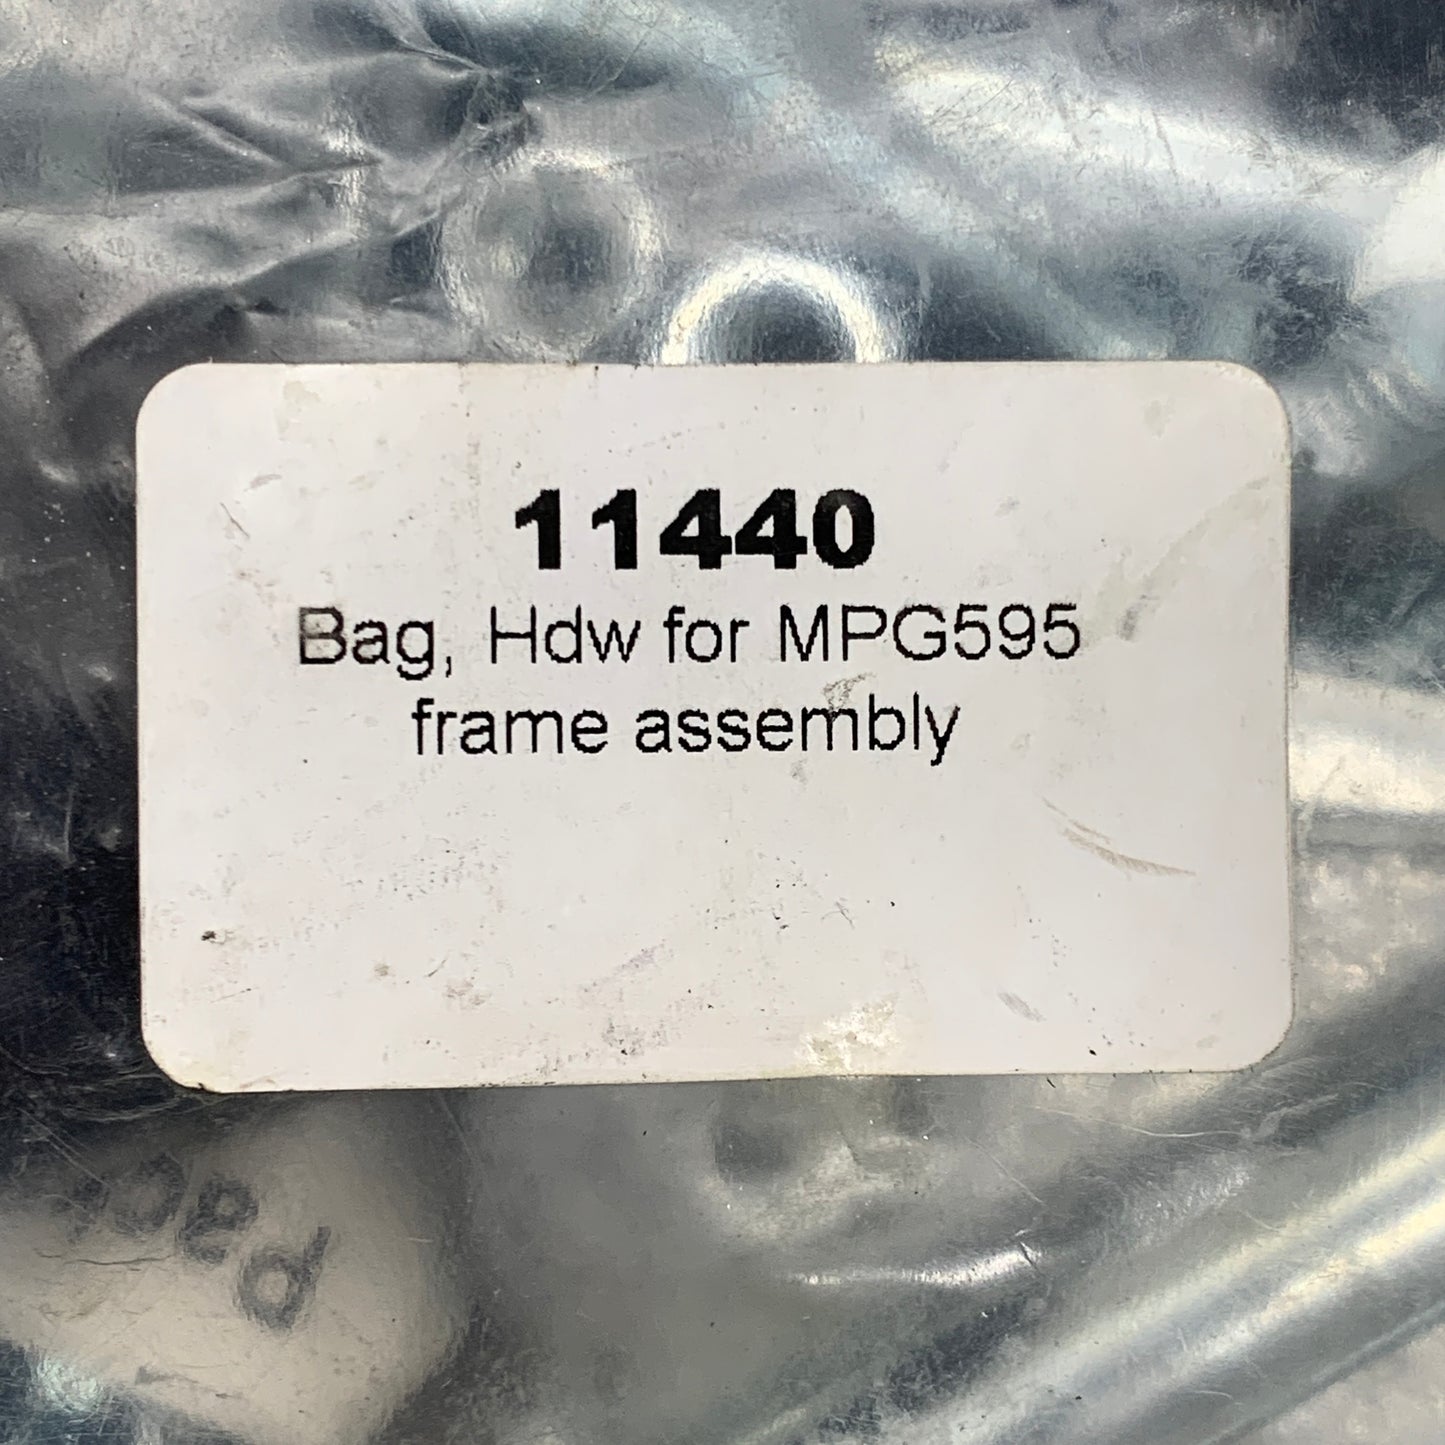 11440
Bag, Hdw for MPG595
frame assembly